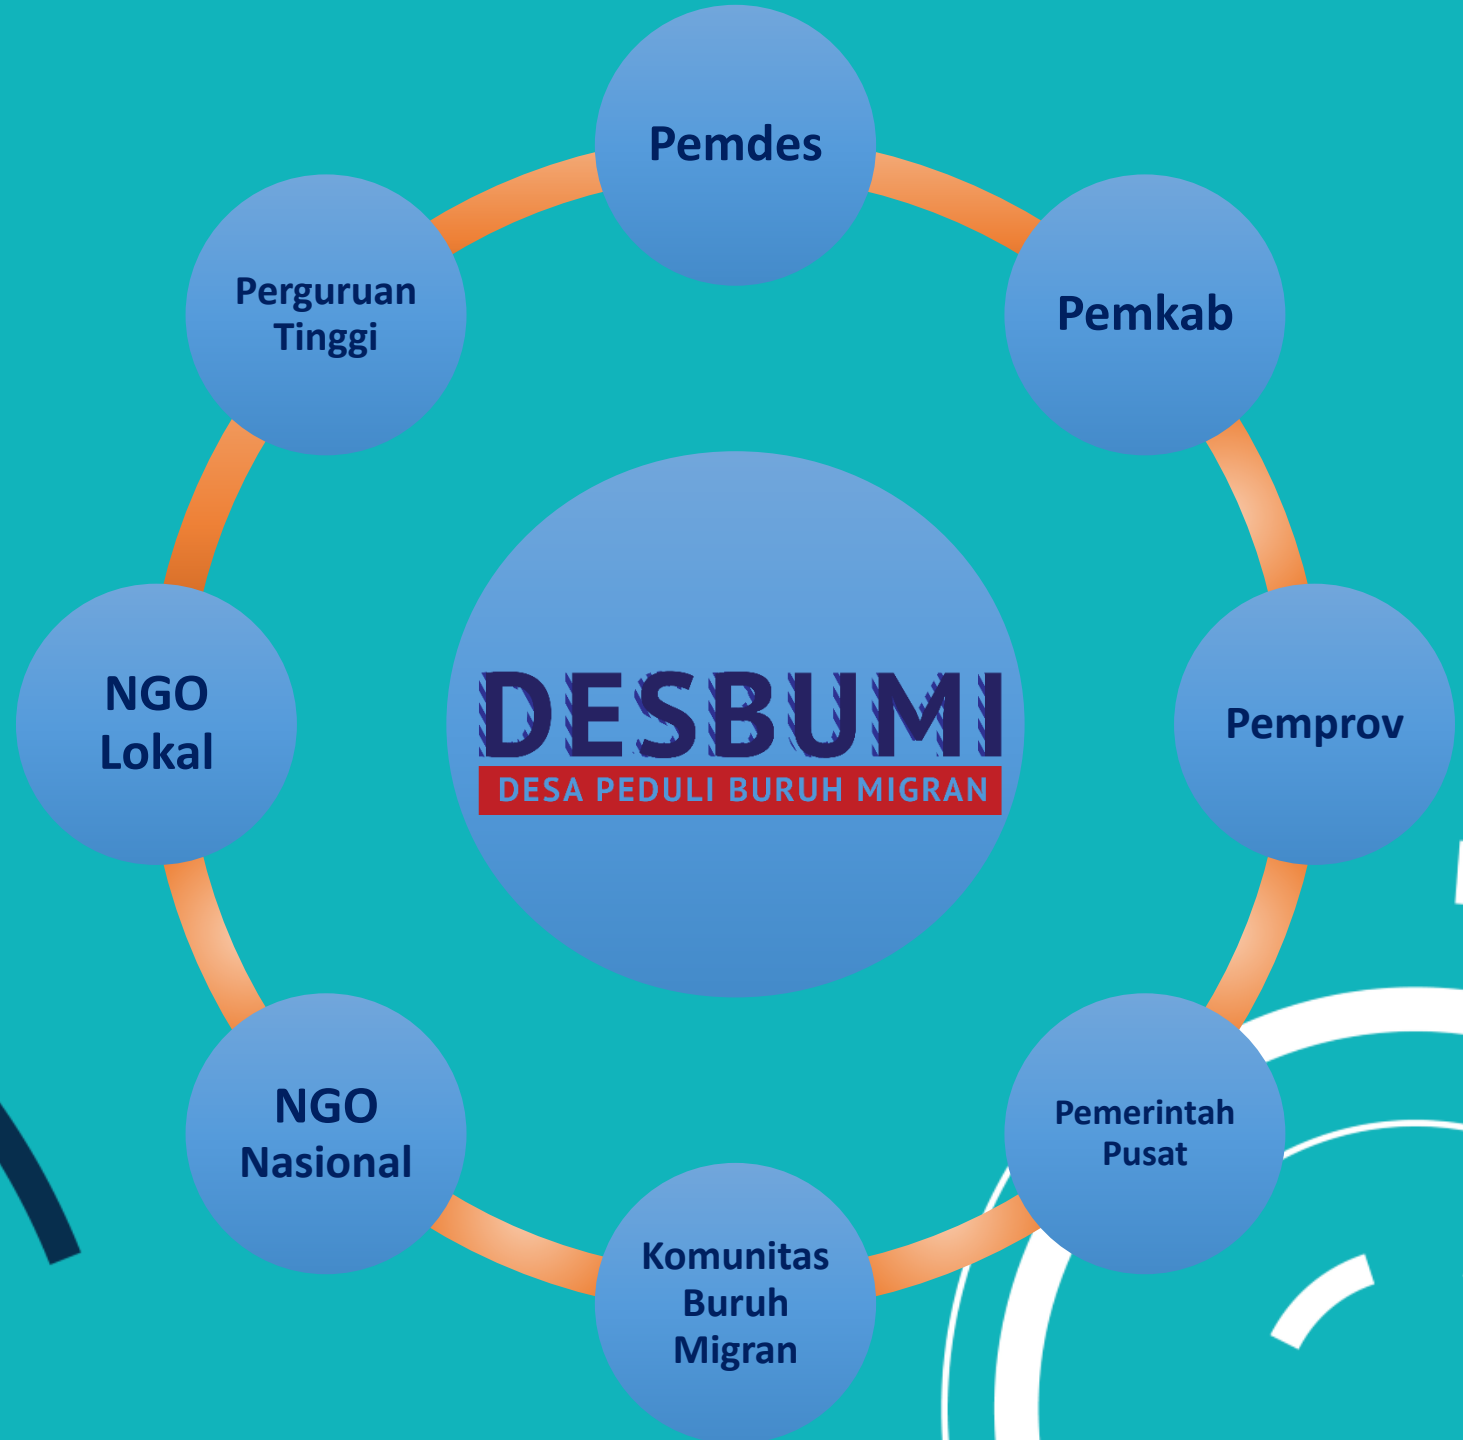 Pemdes
Pemkab
Pemprov
Pemerintah
Pusat
Komunitas
Buruh
Migran
NGO
Nasional
NGO
Lokal
Perguruan
Tinggi
DESBUMI
DESA PEDULI BURUH MIGRAN